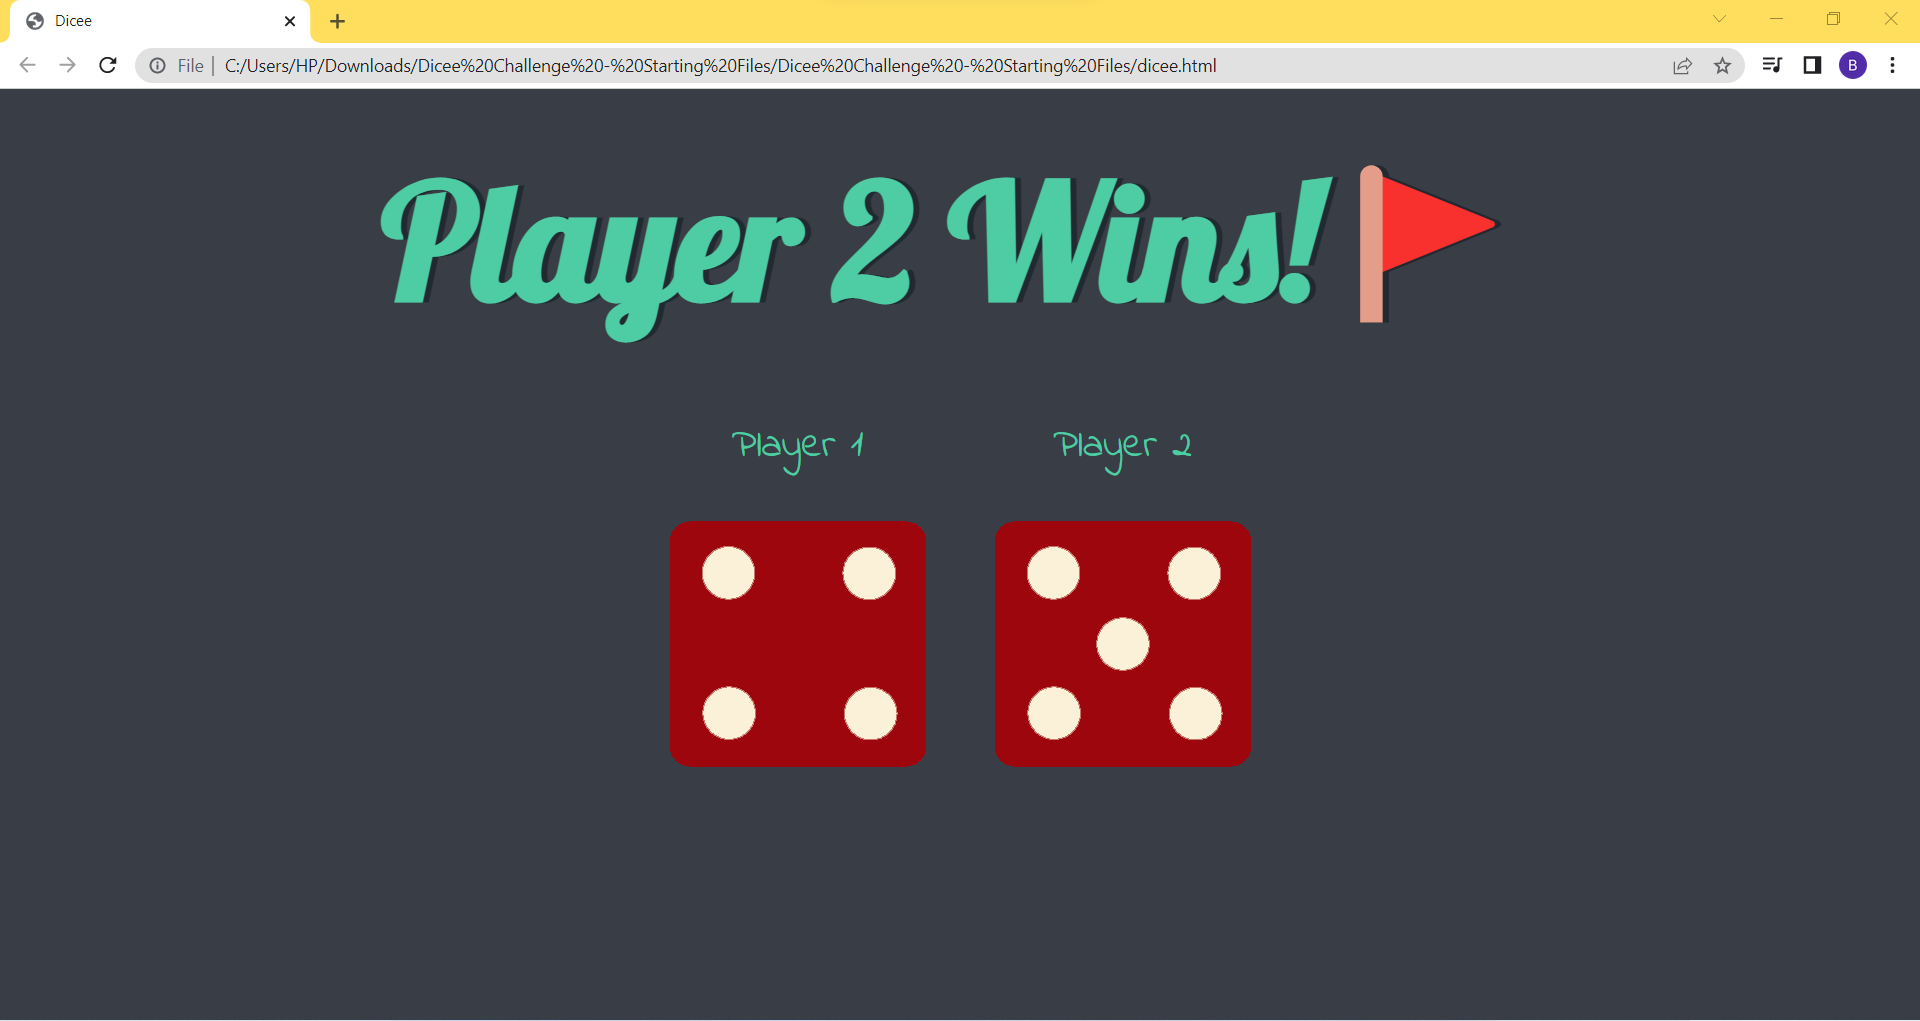 Dicee
File | C:/Users/HP/Downloads/Dicee%20Challenge%20-%20Starting%20Files/Dicee%20Challenge%20-%20Starting%20Files/dicee.html
B
Player 2 Wins!🚩
Player 1 Player 2